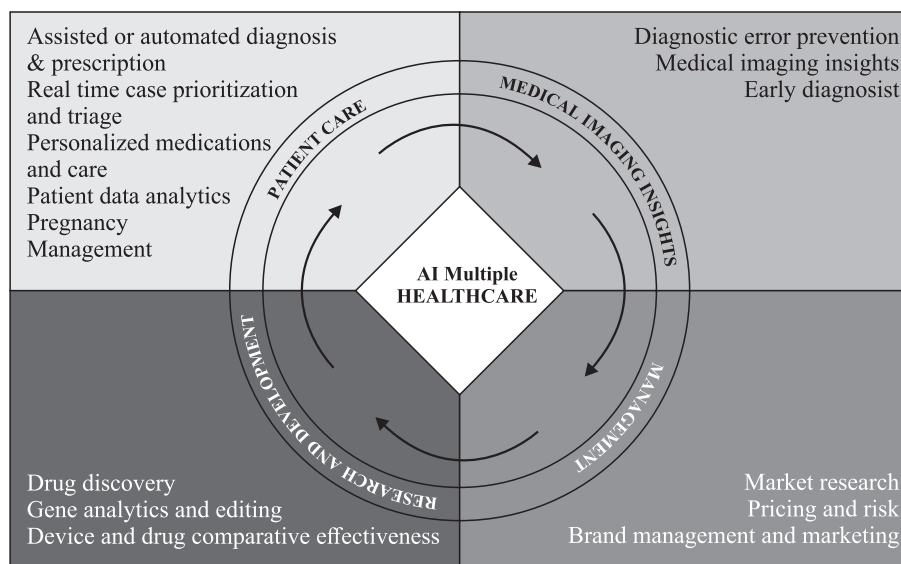 Assisted or automated diagnosis
& prescription
Real time case prioritization
and triage
Personalized medications
and care
Patient data analytics
Pregnancy
Management
Diagnostic error prevention
Medical imaging insights
Early diagnosist
PATIENT CARE
MEDICAL IMAGING INSIGHTS
AI Multiple
HEALTHCARE
RESEARCH AND DEVELOPMENT
MANAGEMENT
Drug discovery
Gene analytics and editing
Device and drug comparative effectiveness
Market research
Pricing and risk
Brand management and marketing